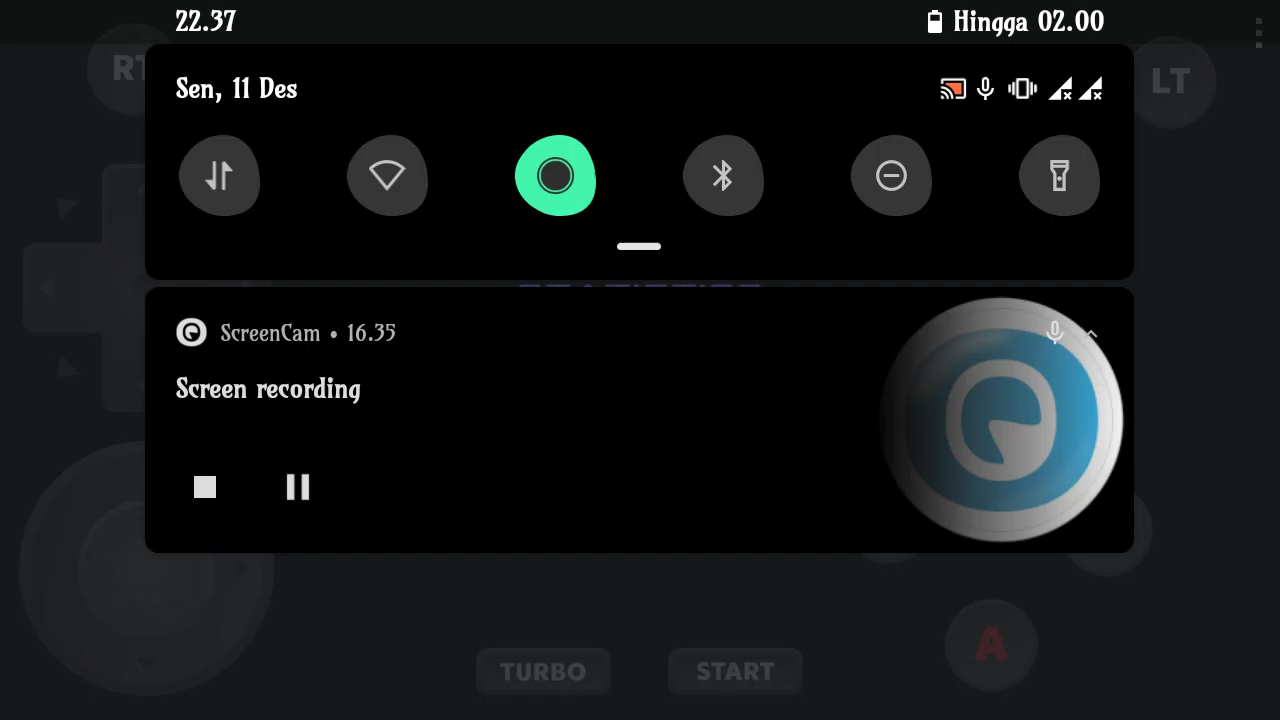 22.37
Hingga 02.00
RT
LT
Sen, 11 Des
ScreenCam • 16.35
Screen recording
TURBO
START
A